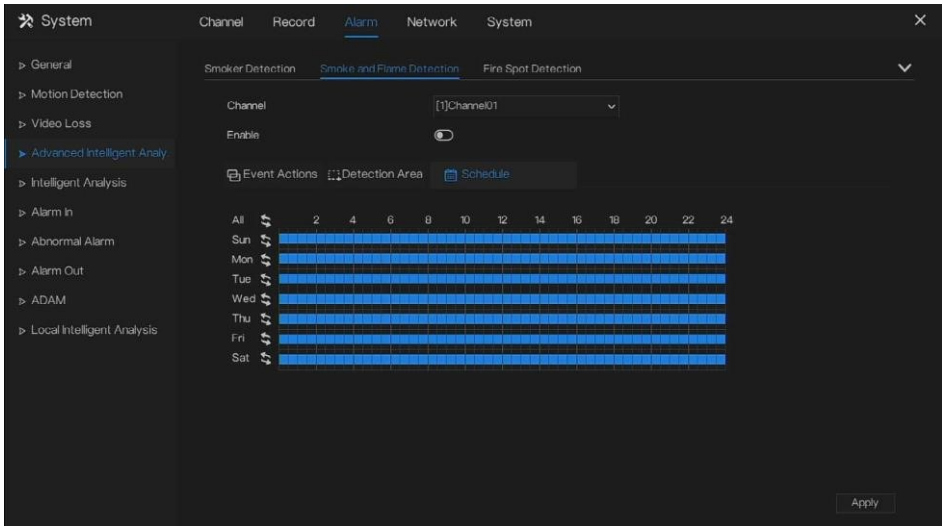 System
Channel Record Alarm Network System
General
Motion Detection
Video Loss
Advanced Intelligent Analy.
Intelligent Analysis
Alarm In
Abnormal Alarm
Alarm Out
ADAM
Local Intelligent Analysis
Smoker Detection Smoke and Flame Detection Fire Spot Detection
Channel [1]Channel01
Enable
Event Actions Detection Area Schedule
All 2 4 6 8 10 12 14 16 18 20 22 24
Sun
Mon
Tue
Wed
Thu
Fri
Sat
Apply